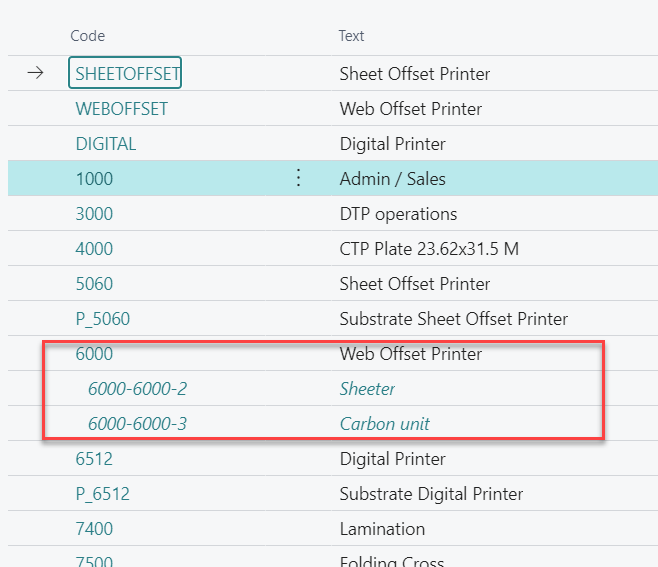 Code Text
SHEETOFFSET Sheet Offset Printer
WEBOFFSET Web Offset Printer
DIGITAL Digital Printer
1000 Admin / Sales
3000 DTP operations
4000 CTP Plate 23.62x31.5 M
5060 Sheet Offset Printer
P_5060 Substrate Sheet Offset Printer
6000 Web Offset Printer
6000-6000-2 Sheeter
6000-6000-3 Carbon unit
6512 Digital Printer
P_6512 Substrate Digital Printer
7400 Lamination
7500 Folding Cross